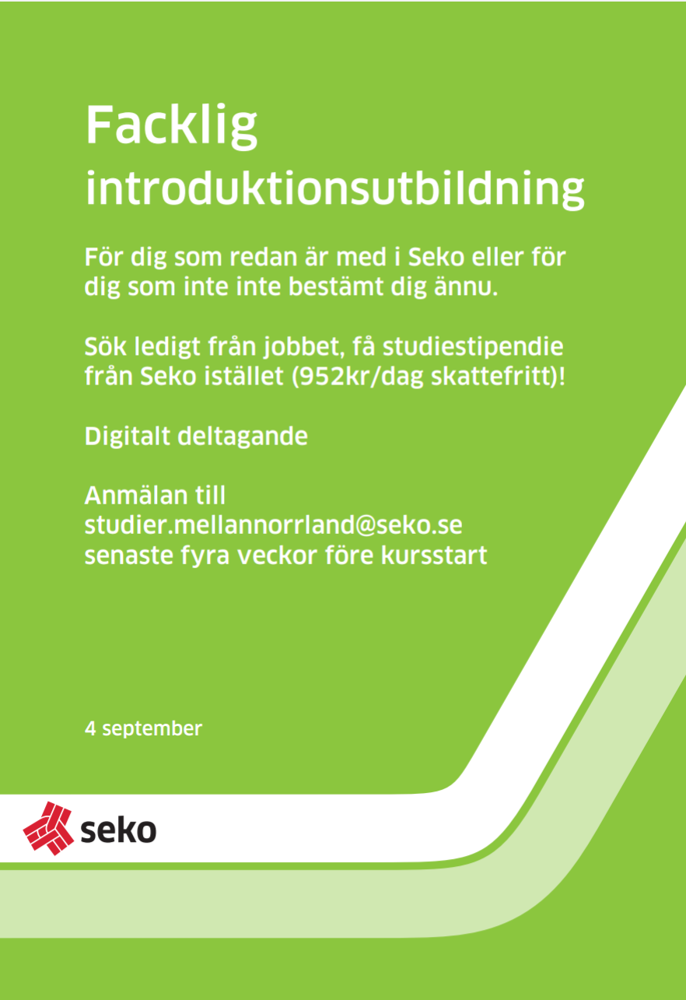 Facklig
introduktionsutbildning
För dig som redan är med i Seko eller för
dig som inte inte bestämt dig ännu.
Sök ledigt från jobbet, få studiestipendie
från Seko istället (952kr/dag skattefritt)!
Digitalt deltagande
Anmälan till
studier.mellannorrland@seko.se
senaste fyra veckor före kursstart
4 september
seko